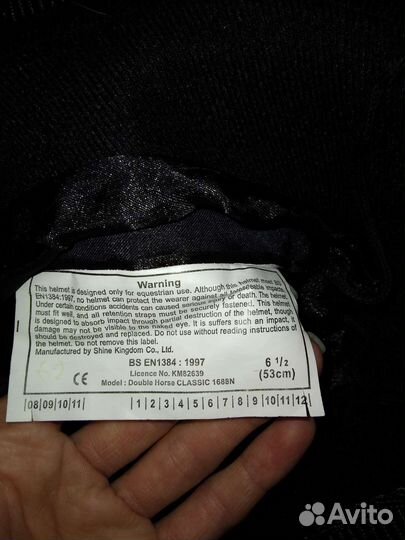 Warning
This helmet is designed only for equestrian use. Although this helmet meet BS
EN1384:1997, no helmet can protect the wearer against all foreseeable impacts.
Under certain conditions accidents can caused serious injury or death. The helmet
must fit well, and all retention straps must be securely fastened. This helmet
is designed to absorb impact through partial destruction of the helmet, though
damage may not be visible to the naked eye. It is suffers such an impact, it
should be destroyed and replaced. Do not use without reading instructions of
the label. Do not remove this label.
Manufactured by Shine Kingdom Co., Ltd.
BS EN1384 : 1997
6 1/2
Licence No. KM82639
(53cm)
CE
Model : Double Horse CLASSIC 1688N
|08|09|10|11|
|1|2|3|4|5|6|7|8|9|10|11|12|
Avito